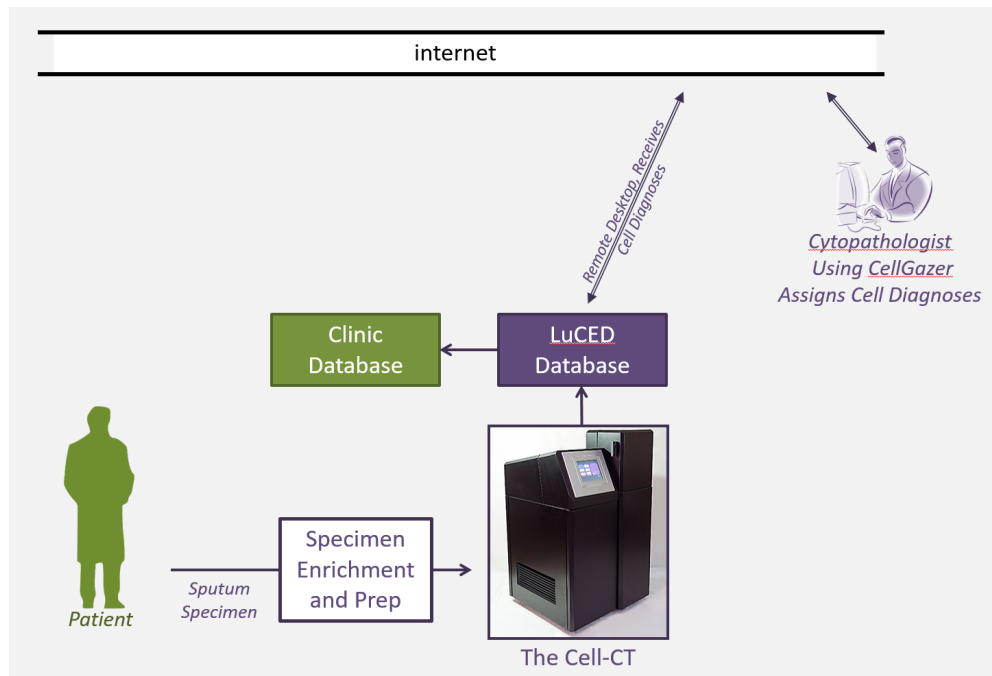 internet
Remote Desktop, Receives
Cell Diagnoses
Cytopathologist
Using CellGazer
Assigns Cell Diagnoses
Clinic
Database
LuCED
Database
Specimen
Enrichment
and Prep
Sputum
Specimen
Patient
The Cell-CT